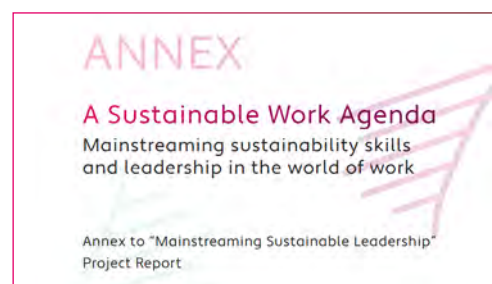 ANNEX
A Sustainable Work Agenda
Mainstreaming sustainability skills
and leadership in the world of work
Annex to "Mainstreaming Sustainable Leadership"
Project Report